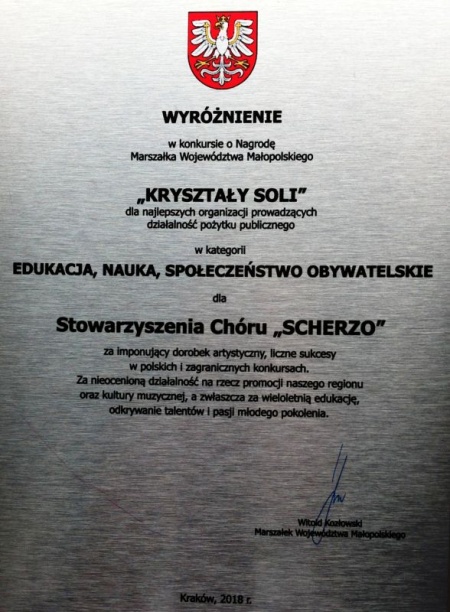 WYRÓŻNIENIE
w konkursie o Nagrodę
Marszałka Województwa Małopolskiego
„KRYSZTAŁY SOLI”
dla najlepszych organizacji prowadzących
działalność pożytku publicznego
w kategorii
EDUKACJA, NAUKA, SPOŁECZEŃSTWO OBYWATELSKIE
dla
Stowarzyszenia Chóru „SCHERZO”
za imponujący dorobek artystyczny, liczne sukcesy
w polskich i zagranicznych konkursach.
Za nieocenioną działalność na rzecz promocji naszego regionu
oraz kultury muzycznej, a zwłaszcza za wieloletnią edukację,
odkrywanie talentów i pasji młodego pokolenia.
Witold Kozłowski
Marszałek Województwa Małopolskiego
Kraków, 2018 r.